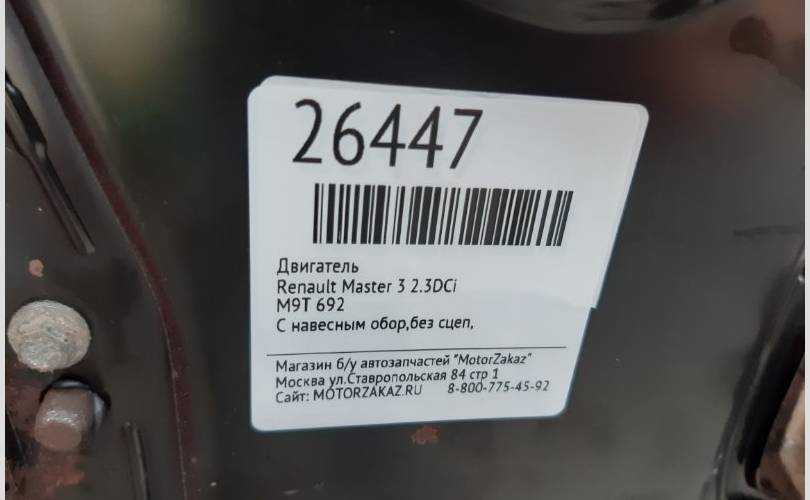 26447
Двигатель
Renault Master 3 2.3DCi
M9T 692
С навесным обор,без сцеп,
Магазин б/у автозапчастей "MotorZakaz"
Москва ул.Ставропольская 84 стр 1
Сайт: MOTORZAKAZ.RU 8-800-775-45-92